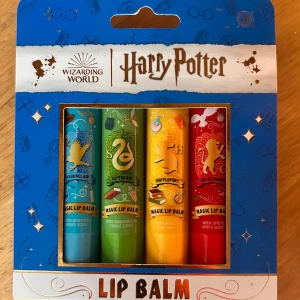 WIZARDING
WORLD
Harry Potter
RAVENCLAW
SLYTHERIN
HUFFLEPUFF
GRYFFINDOR
MAGIC LIP BALM
MAGIC LIP BALM
MAGIC LIP BALM
MAGIC LIP BALM
LIP BALM